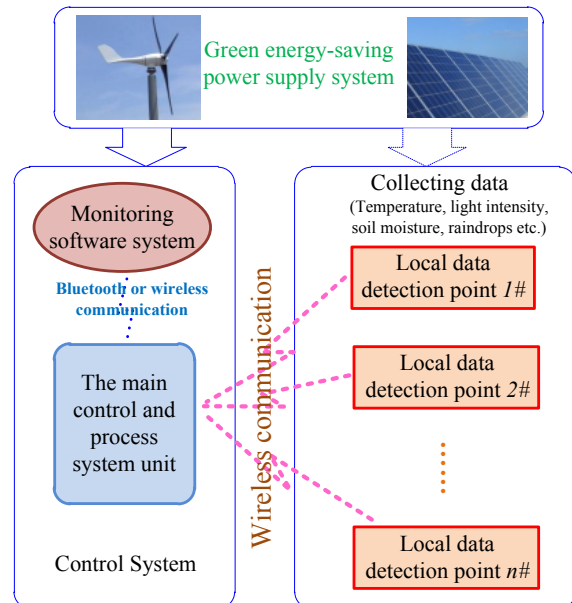 Green energy-saving
power supply system
Monitoring
software system
Bluetooth or wireless
communication
The main
control and
process
system unit
Control System
Wireless communication
Collecting data
(Temperature, light intensity,
soil moisture, raindrops etc.)
Local data
detection point 1#
Local data
detection point 2#
Local data
detection point n#